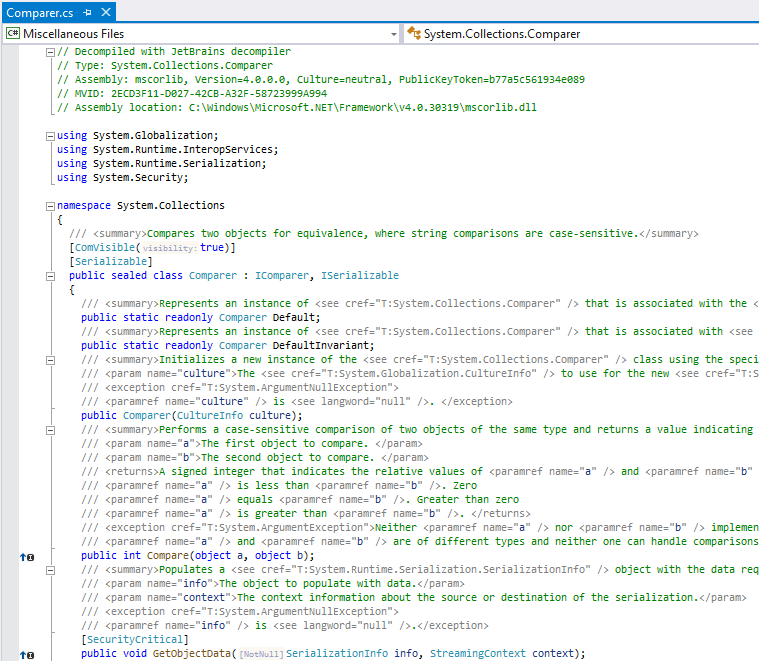 Comparer.cs
C# Miscellaneous Files
System.Collections.Comparer
// Decompiled with JetBrains decompiler
// Type: System.Collections.Comparer
// Assembly: mscorlib, Version=4.0.0.0, Culture=neutral, PublicKeyToken=b77a5c561934e089
// MVID: 2ECD3F11-D027-42CB-A32F-58723999A994
// Assembly location: C:\Windows\Microsoft.NET\Framework\v4.0.30319\mscorlib.dll
using System.Globalization;
using System.Runtime.InteropServices;
using System.Runtime.Serialization;
using System.Security;
namespace System.Collections
{
/// <summary>Compares two objects for equivalence, where string comparisons are case-sensitive.</summary>
[ComVisible(visibility:true)]
[Serializable]
public sealed class Comparer : IComparer, ISerializable
{
/// <summary>Represents an instance of <see cref="T:System.Collections.Comparer" /> that is associated with the <
public static readonly Comparer Default;
/// <summary>Represents an instance of <see cref="T:System.Collections.Comparer" /> that is associated with <see
public static readonly Comparer DefaultInvariant;
/// <summary>Initializes a new instance of the <see cref="T:System.Collections.Comparer" /> class using the speci
/// <param name="culture">The <see cref="T:System.Globalization.CultureInfo" /> to use for the new <see cref="T:S
/// <exception cref="T:System.ArgumentNullException">
/// <paramref name="culture" /> is <see langword="null" />. </exception>
public Comparer(CultureInfo culture);
/// <summary>Performs a case-sensitive comparison of two objects of the same type and returns a value indicating
/// <param name="a">The first object to compare. </param>
/// <param name="b">The second object to compare. </param>
/// <returns>A signed integer that indicates the relative values of <paramref name="a" /> and <paramref name="b"
/// <paramref name="a" /> is less than <paramref name="b" />. Zero
/// <paramref name="a" /> equals <paramref name="b" />. Greater than zero
/// <paramref name="a" /> is greater than <paramref name="b" />. </returns>
/// <exception cref="T:System.ArgumentException">Neither <paramref name="a" /> nor <paramref name="b" /> implemen
/// <paramref name="a" /> and <paramref name="b" /> are of different types and neither one can handle comparisons
public int Compare(object a, object b);
/// <summary>Populates a <see cref="T:System.Runtime.Serialization.SerializationInfo" /> object with the data req
/// <param name="info">The object to populate with data.</param>
/// <param name="context">The context information about the source or destination of the serialization.</param>
/// <exception cref="T:System.ArgumentNullException">
/// <paramref name="info" /> is <see langword="null" />.</exception>
[SecurityCritical]
public void GetObjectData([NotNull]SerializationInfo info, StreamingContext context);